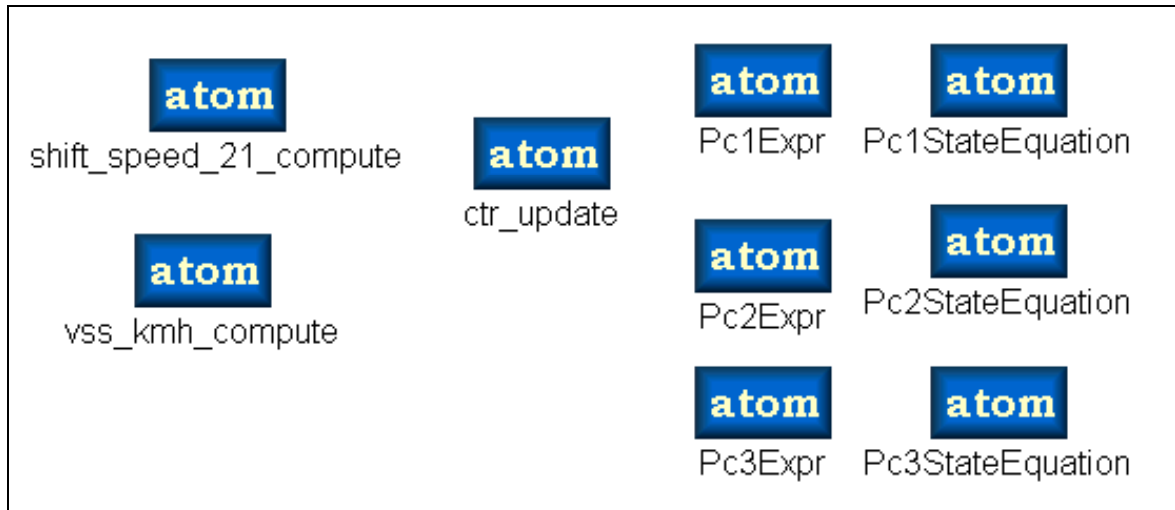 atom
shift_speed_21_compute
atom
vss_kmh_compute
atom
ctr_update
atom
Pc1Expr
atom
Pc1StateEquation
atom
Pc2Expr
atom
Pc2StateEquation
atom
Pc3Expr
atom
Pc3StateEquation